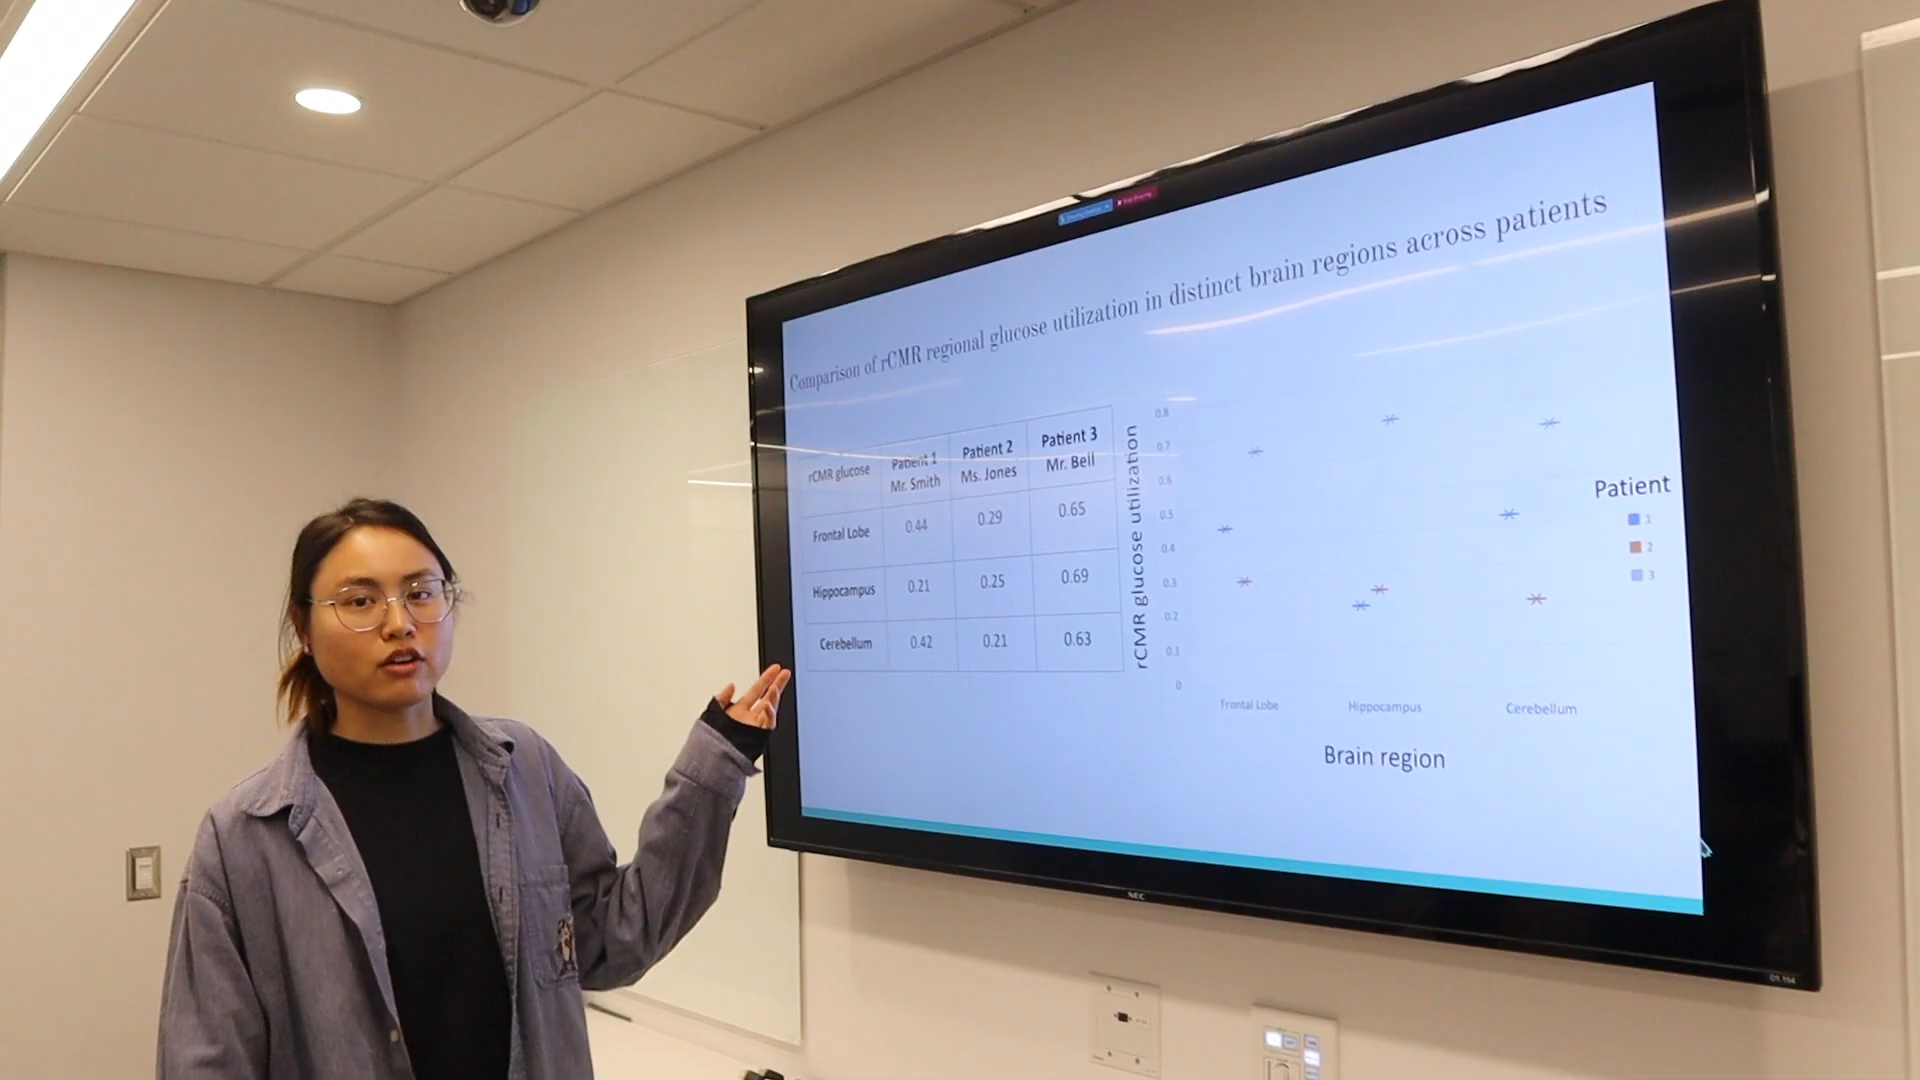 Stop Sharing
Comparison of rCMR regional glucose utilization in distinct brain regions across patients
rCMR glucose
Patient 1
Mr. Smith
Patient 2
Ms. Jones
Patient 3
Mr. Bell
Frontal Lobe
0.44
0.29
0.65
Hippocampus
0.21
0.25
0.69
Cerebellum
0.42
0.21
0.63
rCMR glucose utilization
0.8
0.7
0.6
0.5
0.4
0.3
0.2
0.1
0
Frontal Lobe
Hippocampus
Cerebellum
Brain region
Patient
1
2
3
NEC